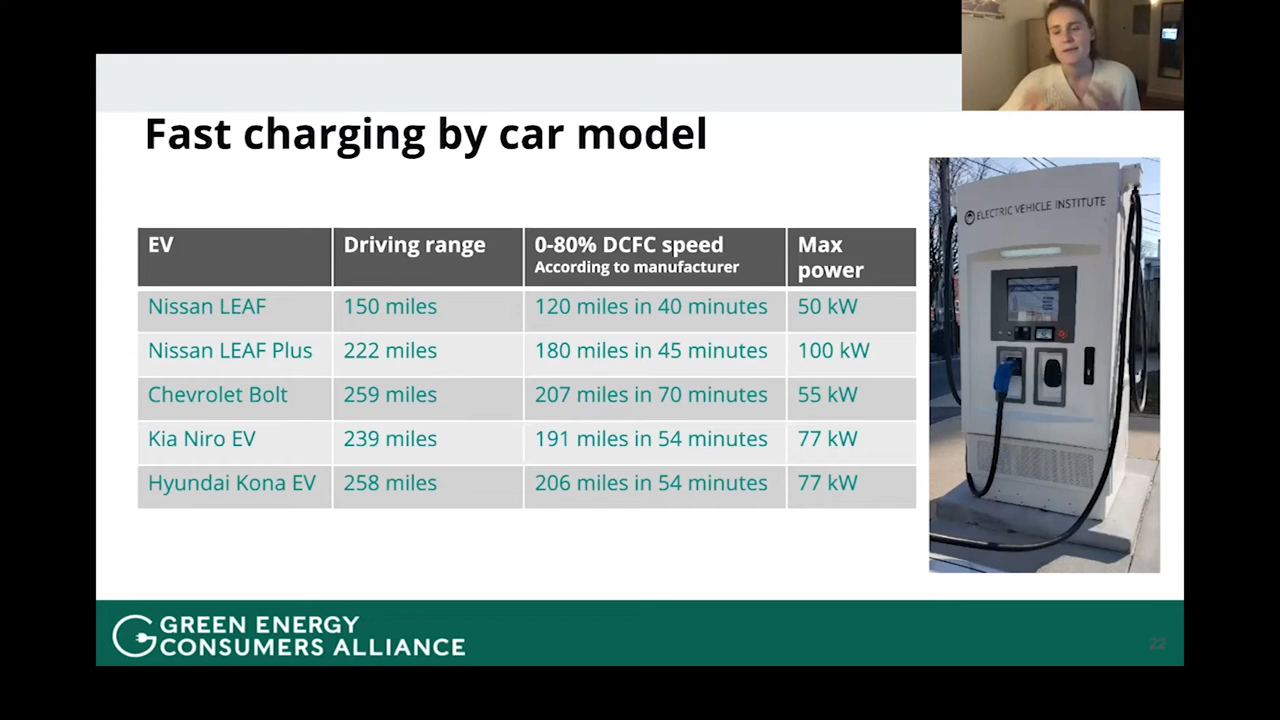 Fast charging by car model
EV Driving range 0-80% DCFC speed According to manufacturer Max power
Nissan LEAF 150 miles 120 miles in 40 minutes 50 kW
Nissan LEAF Plus 222 miles 180 miles in 45 minutes 100 kW
Chevrolet Bolt 259 miles 207 miles in 70 minutes 55 kW
Kia Niro EV 239 miles 191 miles in 54 minutes 77 kW
Hyundai Kona EV 258 miles 206 miles in 54 minutes 77 kW
ELECTRIC VEHICLE INSTITUTE
GREEN ENERGY
CONSUMERS ALLIANCE
22